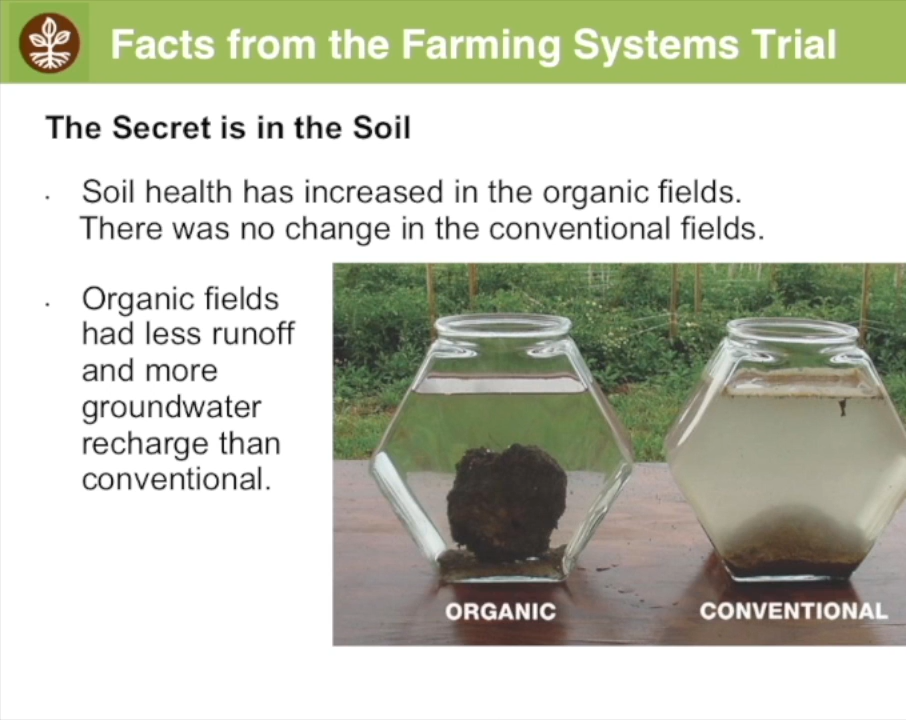 Facts from the Farming Systems Trial
The Secret is in the Soil
· Soil health has increased in the organic fields.
There was no change in the conventional fields.
· Organic fields
had less runoff
and more
groundwater
recharge than
conventional.
ORGANIC
CONVENTIONAL